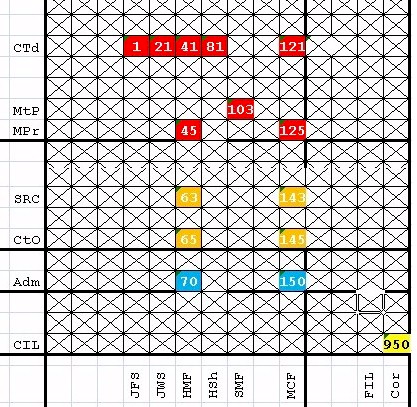 CTd 1 21 41 81 121
MtP 103
MPr 45 125
SRC 63 143
CtO 65 145
Adm 70 150
CIL 950
JFS JWS HMF HSh SMF MCF FIL Cor